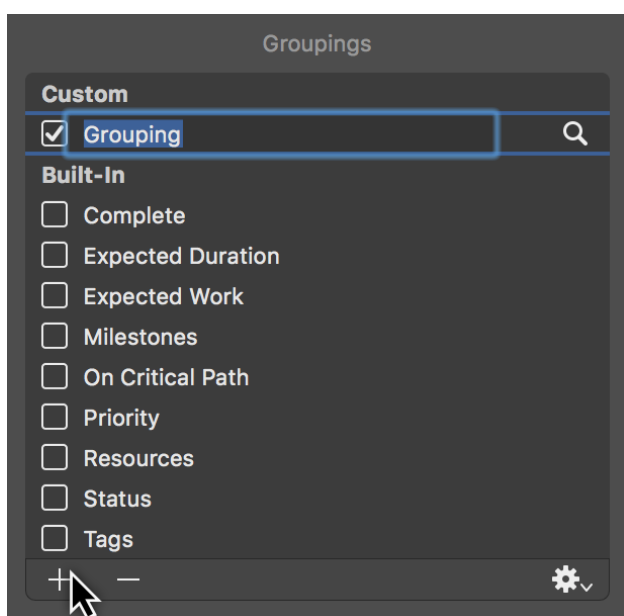 Groupings
Custom
Grouping
Built-In
Complete
Expected Duration
Expected Work
Milestones
On Critical Path
Priority
Resources
Status
Tags